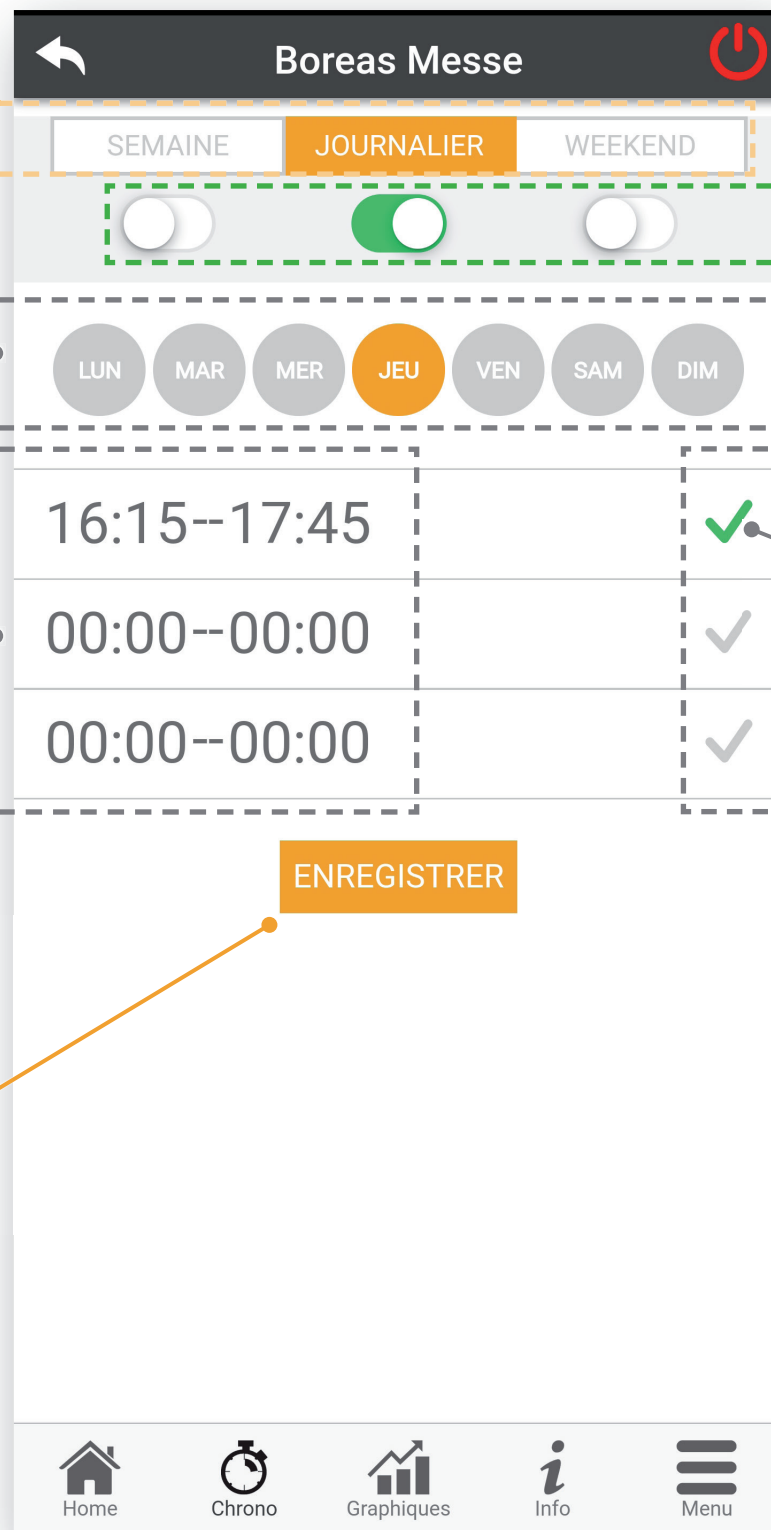 Boreas Messe
SEMAINE JOURNALIER WEEKEND
LUN MAR MER JEU VEN SAM DIM
16:15--17:45
00:00--00:00
00:00--00:00
ENREGISTRER
Home Chrono Graphiques Info Menu